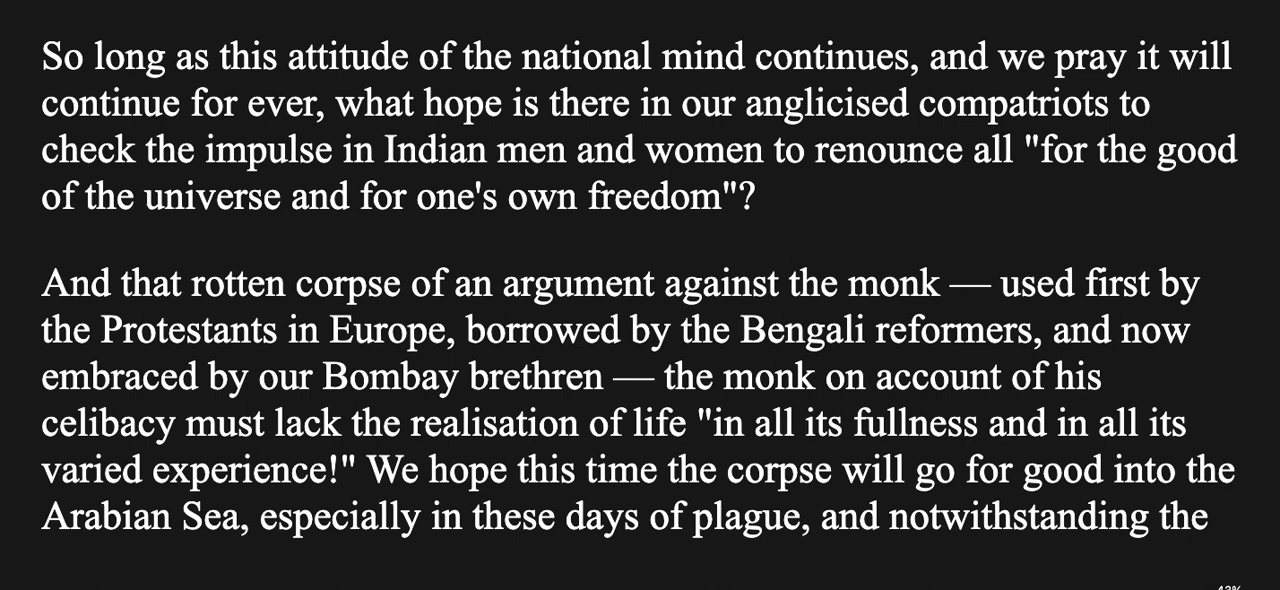 So long as this attitude of the national mind continues, and we pray it will
continue for ever, what hope is there in our anglicised compatriots to
check the impulse in Indian men and women to renounce all "for the good
of the universe and for one's own freedom"?
And that rotten corpse of an argument against the monk — used first by
the Protestants in Europe, borrowed by the Bengali reformers, and now
embraced by our Bombay brethren — the monk on account of his
celibacy must lack the realisation of life "in all its fullness and in all its
varied experience!" We hope this time the corpse will go for good into the
Arabian Sea, especially in these days of plague, and notwithstanding the